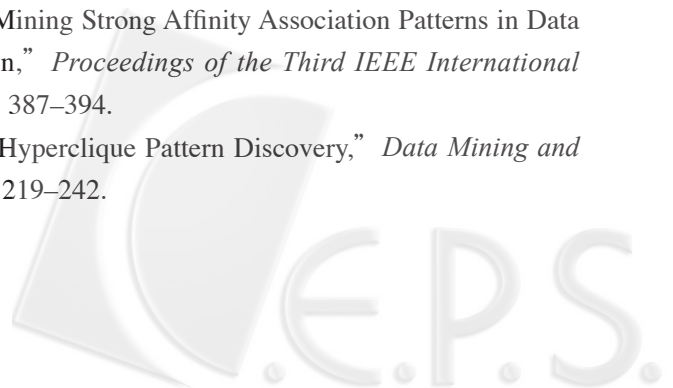 Mining Strong Affinity Association Patterns in Data
n,” Proceedings of the Third IEEE International
387–394.
Hyperclique Pattern Discovery,” Data Mining and
219–242.
C.E.P.S.